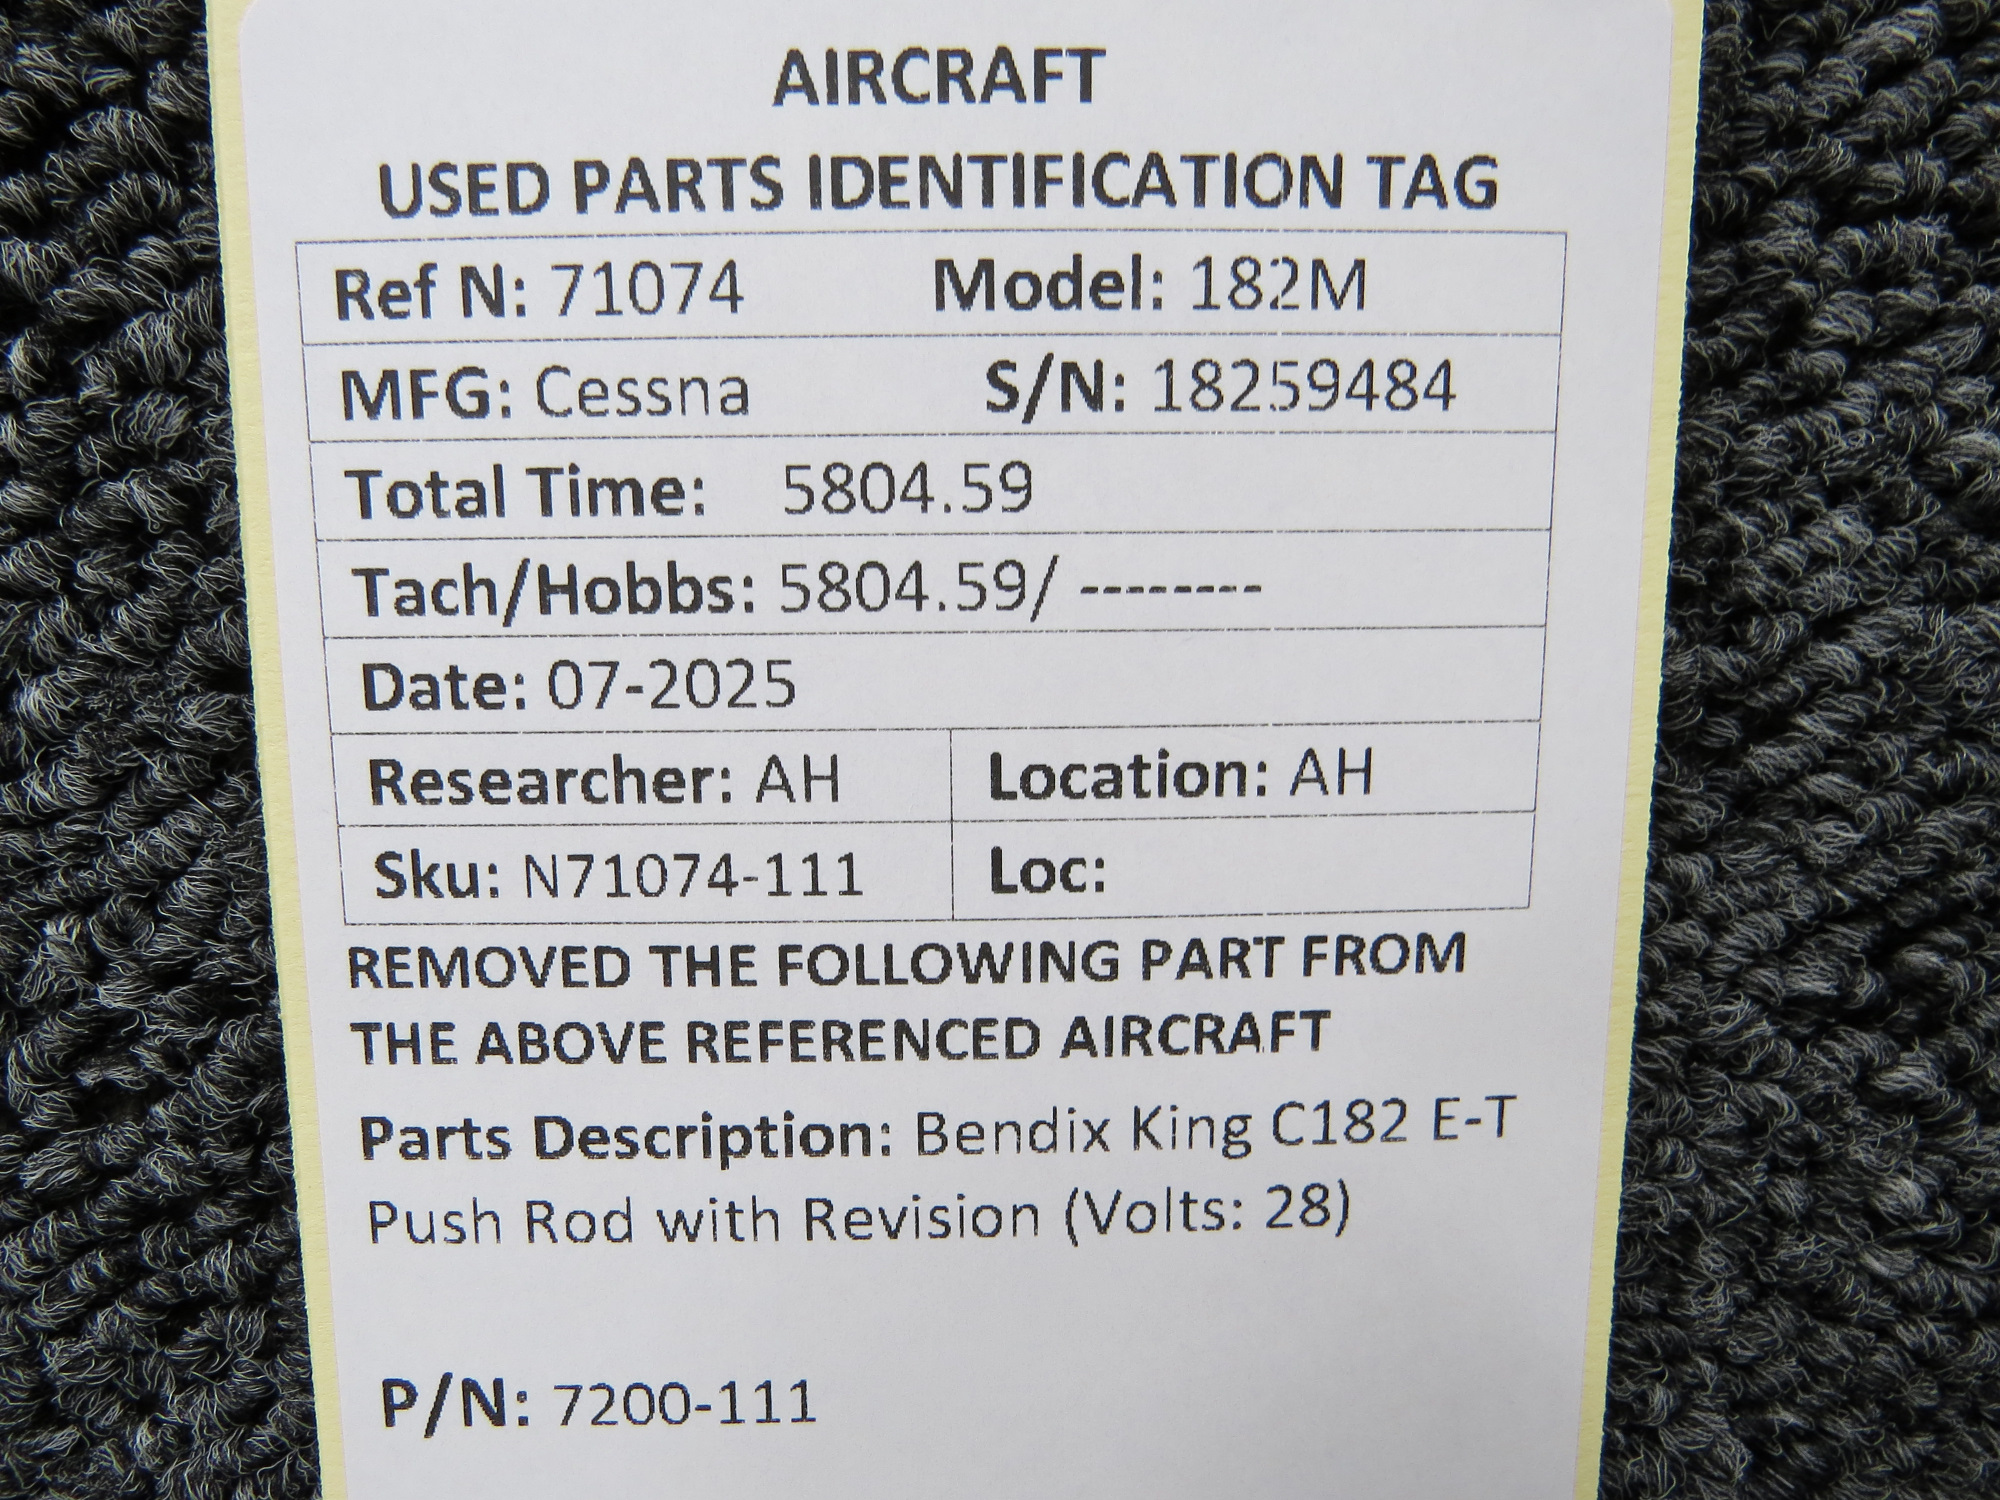 AIRCRAFT
USED PARTS IDENTIFICATION TAG
Ref N: 71074 Model: 182M
MFG: Cessna S/N: 18259484
Total Time: 5804.59
Tach/Hobbs: 5804.59/ --------
Date: 07-2025
Researcher: AH Location: AH
Sku: N71074-111 Loc:
REMOVED THE FOLLOWING PART FROM
THE ABOVE REFERENCED AIRCRAFT
Parts Description: Bendix King C182 E-T
Push Rod with Revision (Volts: 28)
P/N: 7200-111